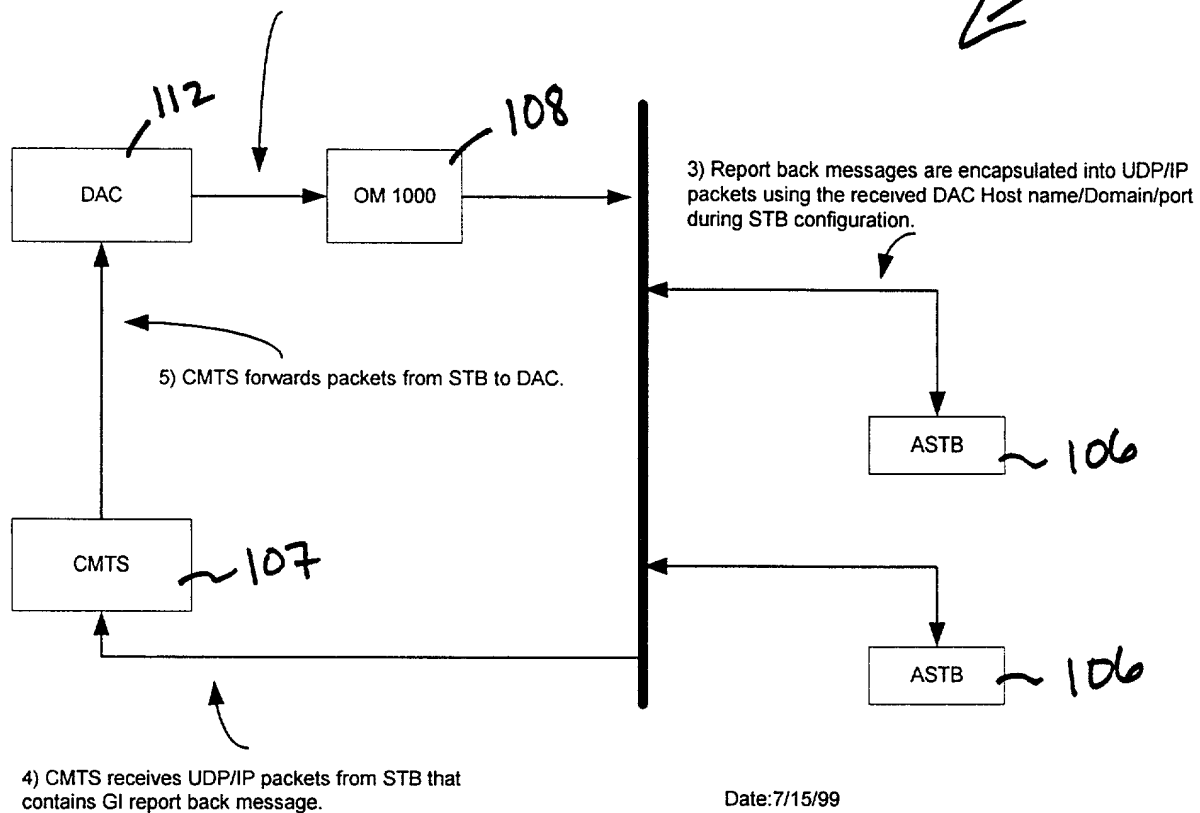 112
108
DAC
OM 1000
3) Report back messages are encapsulated into UDP/IP
packets using the received DAC Host name/Domain/port
during STB configuration.
5) CMTS forwards packets from STB to DAC.
ASTB
106
CMTS
107
ASTB
106
4) CMTS receives UDP/IP packets from STB that
contains GI report back message.
Date:7/15/99